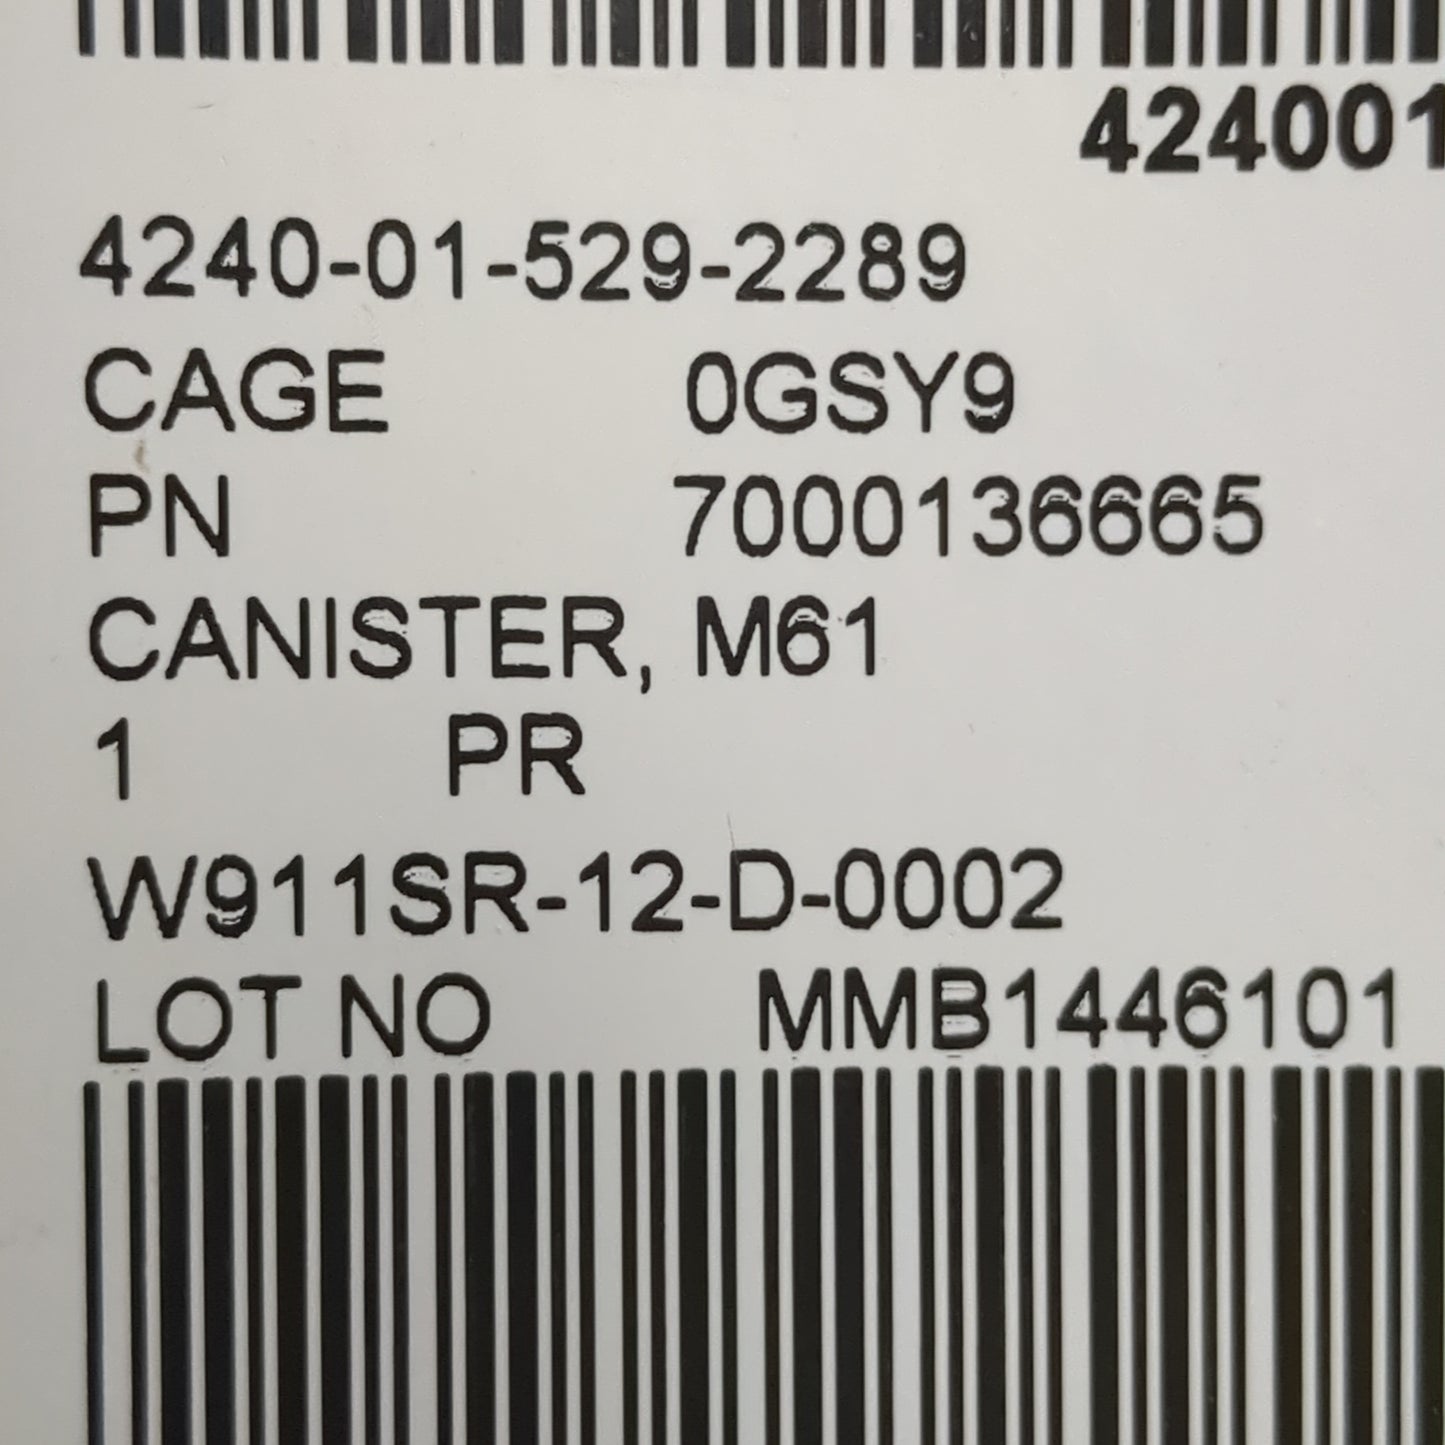 424001
4240-01-529-2289
CAGE 0GSY9
PN 7000136665
CANISTER, M61
1 PR
W911SR-12-D-0002
LOT NO MMB1446101